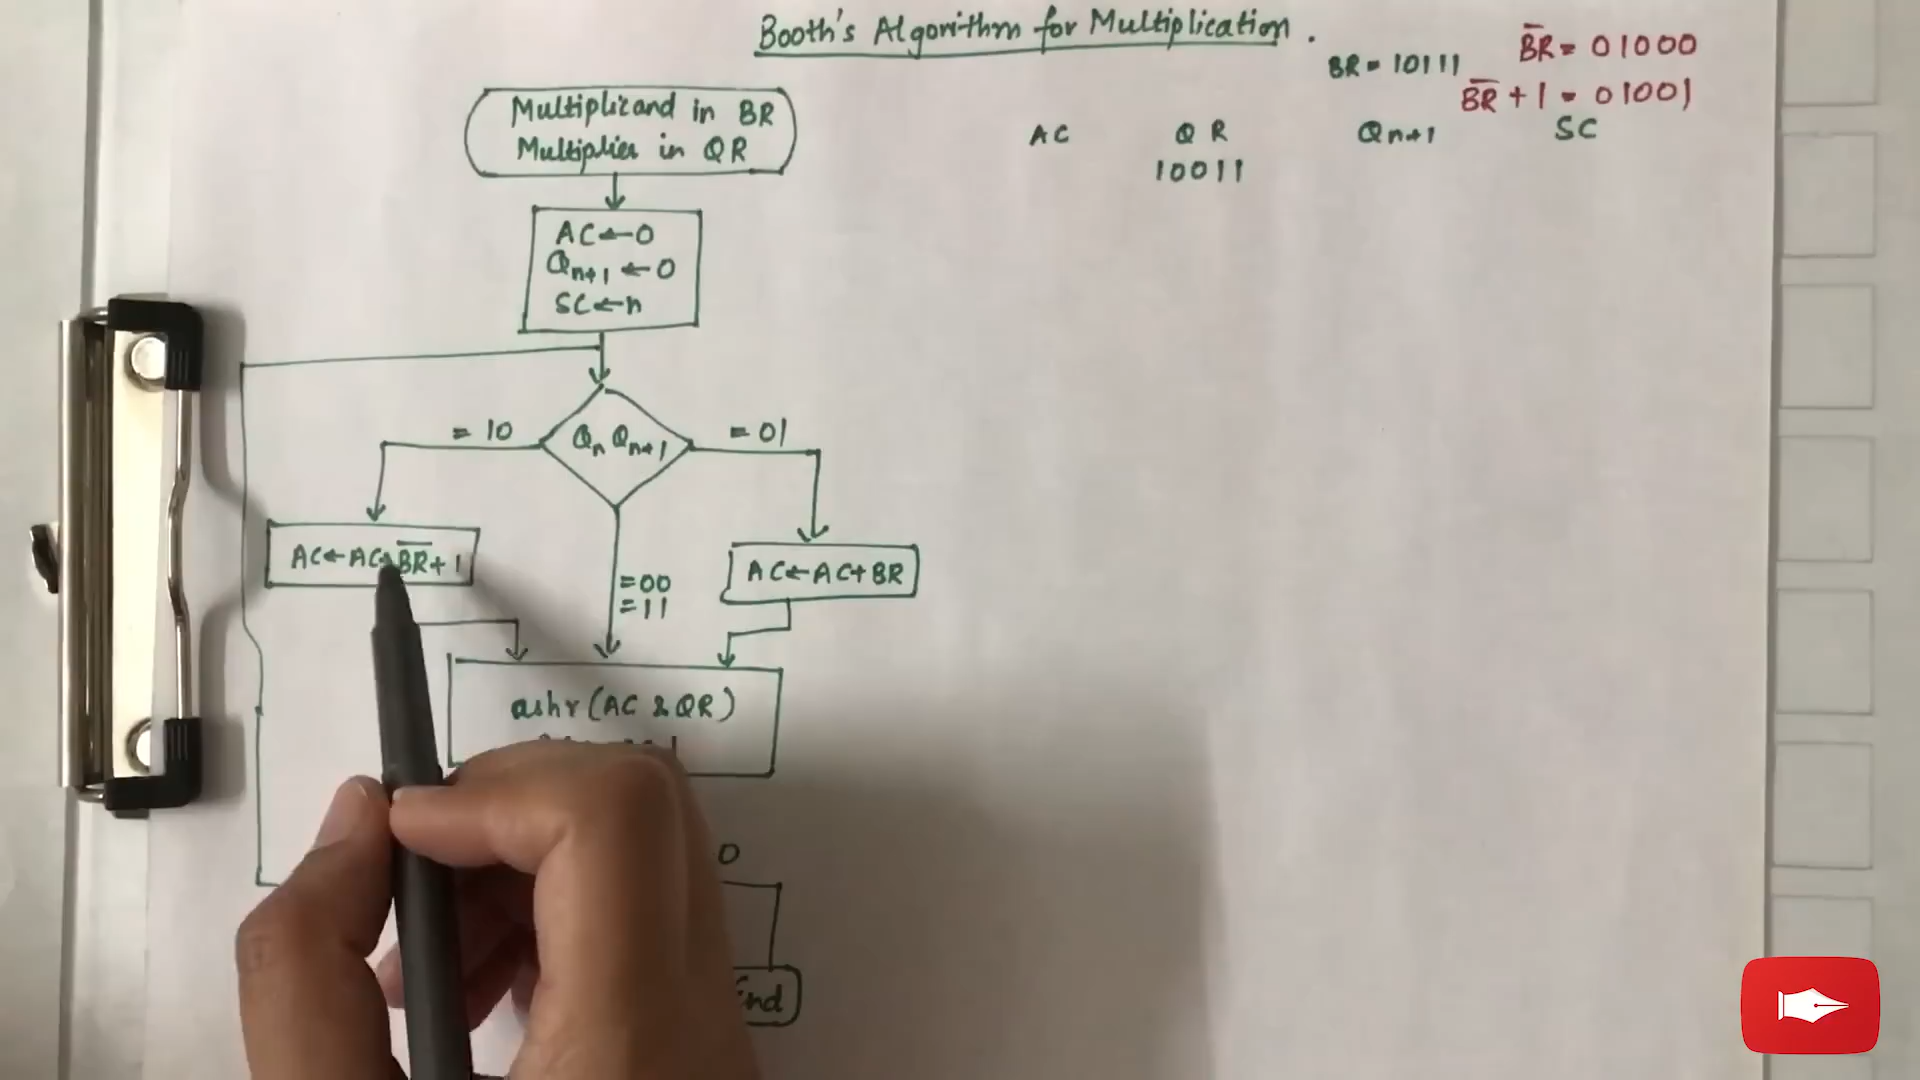 Booth's Algorithm for Multiplication.
BR = 10111
B̅R̅ = 01000
B̅R̅ + 1 = 01001
AC QR Qn+1 SC
10011
Multiplicand in BR
Multiplier in QR
AC ← 0
Qn+1 ← 0
SC ← n
= 10
Qn Qn+1
= 01
AC ← AC + B̅R̅ + 1
= 00
= 11
AC ← AC + BR
ashr (AC & QR)
0
End